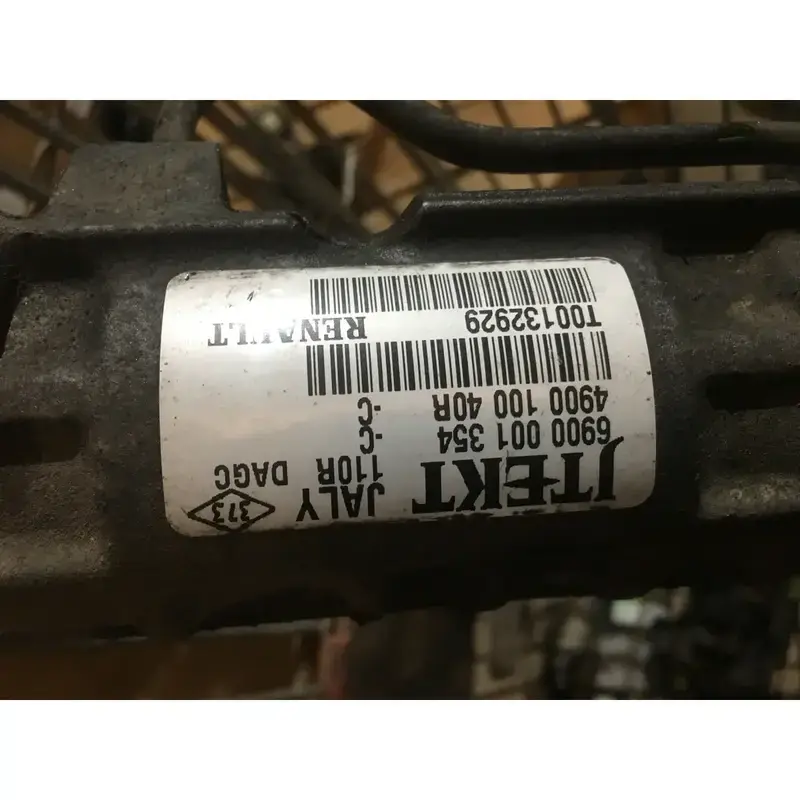 JTEKT JALY 373
110R DAGC
6900 001 354 -C
4900 100 40R -C
T00132929 RENAULT